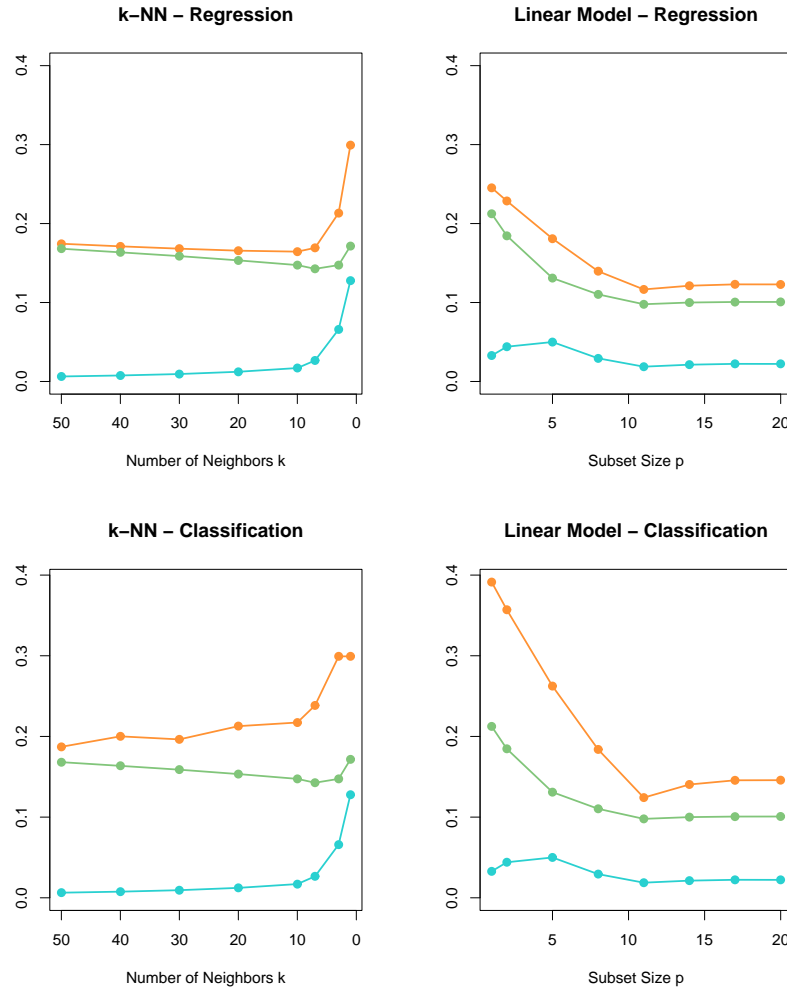 k−NN − Regression
Linear Model − Regression
0.4
0.3
0.2
0.1
0.0
50 40 30 20 10 0
Number of Neighbors k
0.4
0.3
0.2
0.1
0.0
5 10 15 20
Subset Size p
k−NN − Classification
Linear Model − Classification
0.4
0.3
0.2
0.1
0.0
50 40 30 20 10 0
Number of Neighbors k
0.4
0.3
0.2
0.1
0.0
5 10 15 20
Subset Size p